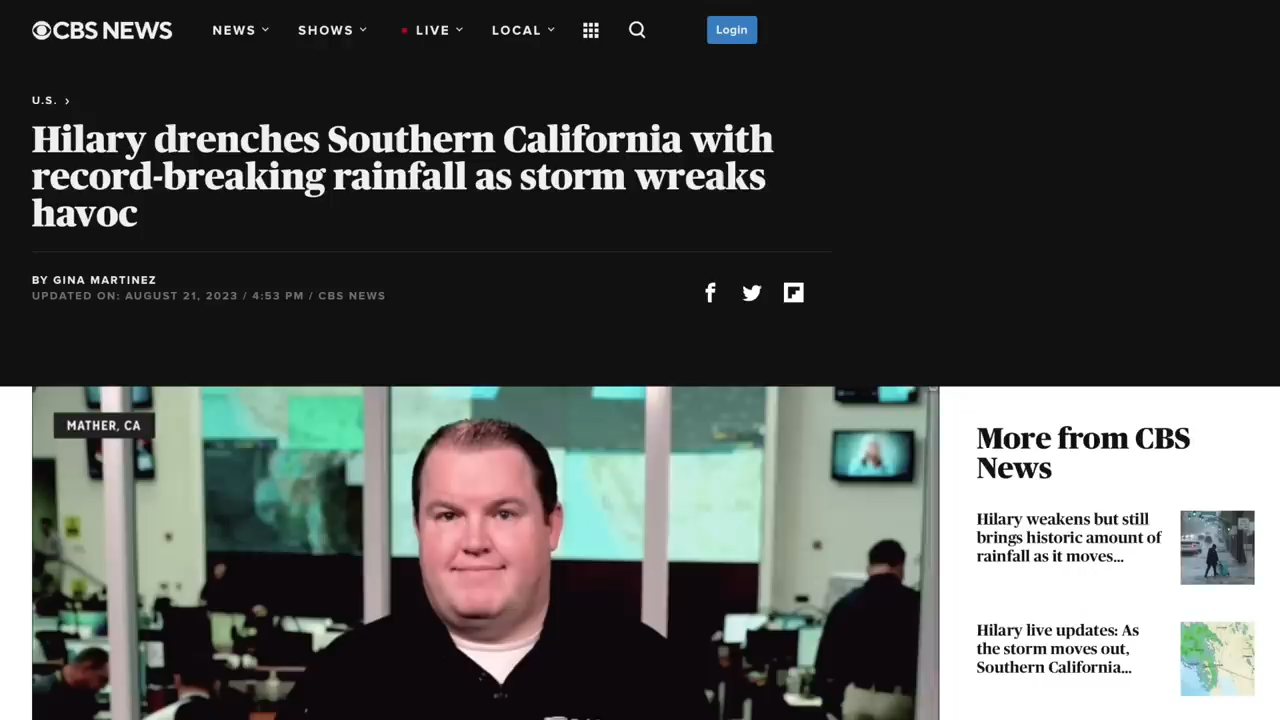 CBS NEWS
NEWS
SHOWS
LIVE
LOCAL
Login
U.S.
Hilary drenches Southern California with
record-breaking rainfall as storm wreaks
havoc
BY GINA MARTINEZ
UPDATED ON: AUGUST 21, 2023 / 4:53 PM / CBS NEWS
MATHER, CA
More from CBS
News
Hilary weakens but still
brings historic amount of
rainfall as it moves...
Hilary live updates: As
the storm moves out,
Southern California...